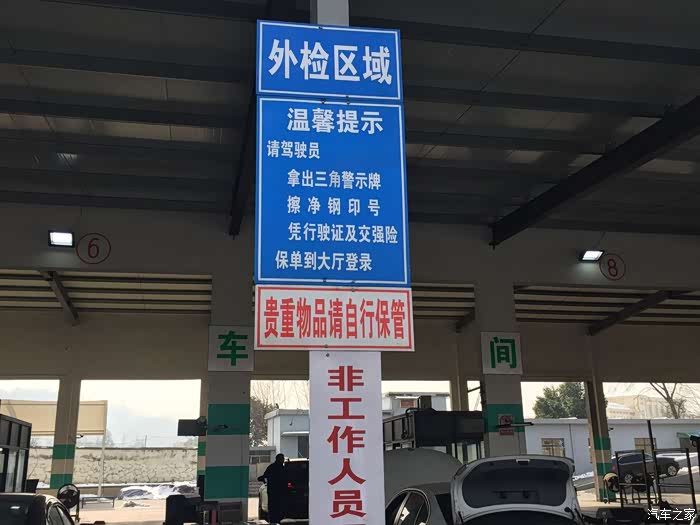 外检区域
温馨提示
请驾驶员
拿出三角警示牌
擦净钢印号
凭行驶证及交强险
保单到大厅登录
贵重物品请自行保管
非工作人员
6
8
车
间
汽车之家